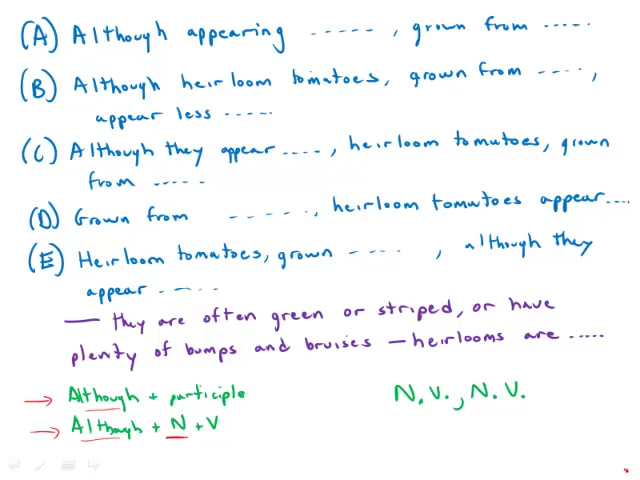 (A) Although appearing ----- , grown from -----
(B) Although heirloom tomatoes, grown from ----,
appear less -----
(C) Although they appear ----, heirloom tomatoes, grown
from -----
(D) Grown from ------, heirloom tomatoes appear....
(E) Heirloom tomatoes, grown ---- , although they
appear -----
— they are often green or striped, or have
plenty of bumps and bruises — heirlooms are .....
→ Although + participle
N. V. , N. V.
→ Although + N + V